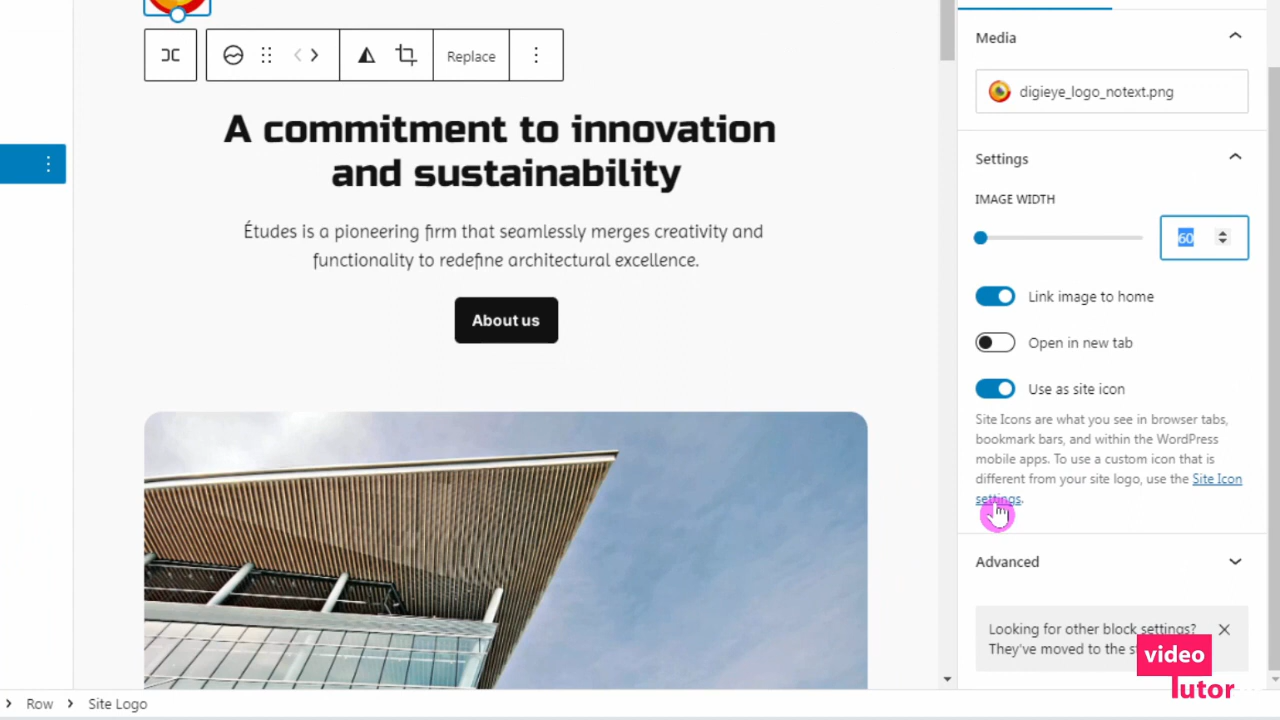 Replace
A commitment to innovation
and sustainability
Études is a pioneering firm that seamlessly merges creativity and
functionality to redefine architectural excellence.
About us
Media
digieye_logo_notext.png
Settings
IMAGE WIDTH
60
Link image to home
Open in new tab
Use as site icon
Site Icons are what you see in browser tabs,
bookmark bars, and within the WordPress
mobile apps. To use a custom icon that is
different from your site logo, use the Site Icon
settings.
Advanced
Looking for other block settings?
They've moved to the
video
Tutor
Row
Site Logo